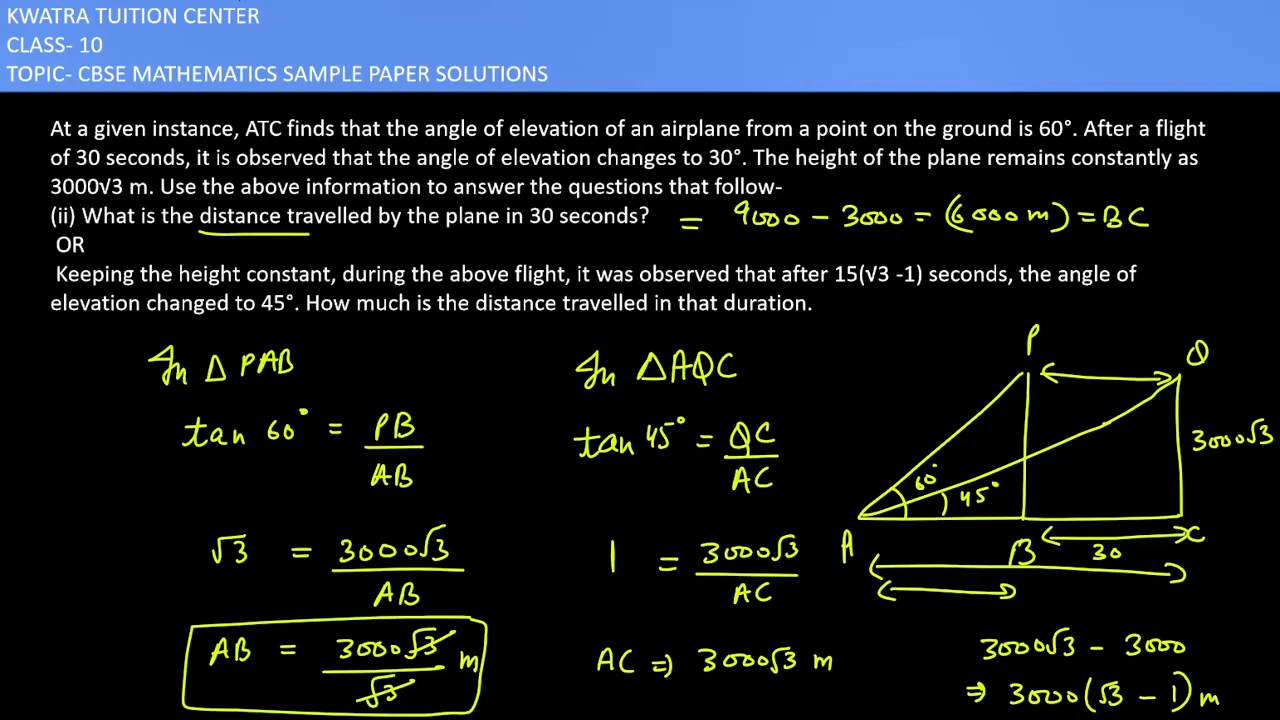 KWATRA TUITION CENTER
CLASS- 10
TOPIC- CBSE MATHEMATICS SAMPLE PAPER SOLUTIONS
At a given instance, ATC finds that the angle of elevation of an airplane from a point on the ground is 60°. After a flight
of 30 seconds, it is observed that the angle of elevation changes to 30°. The height of the plane remains constantly as
3000√3 m. Use the above information to answer the questions that follow-
(ii) What is the distance travelled by the plane in 30 seconds? = 9000 - 3000 = (6000 m) = BC
OR
Keeping the height constant, during the above flight, it was observed that after 15(√3 -1) seconds, the angle of
elevation changed to 45°. How much is the distance travelled in that duration.
In Δ PAB
tan 60° = PB/AB
√3 = 3000√3/AB
AB = 3000√3/√3 m
In ΔAQC
tan 45° = QC/AC
1 = 3000√3/AC
AC ⇒ 3000√3 m
P
Q
3000√3
60°
45°
A
B
C
30
3000√3 - 3000
⇒ 3000(√3 - 1) m